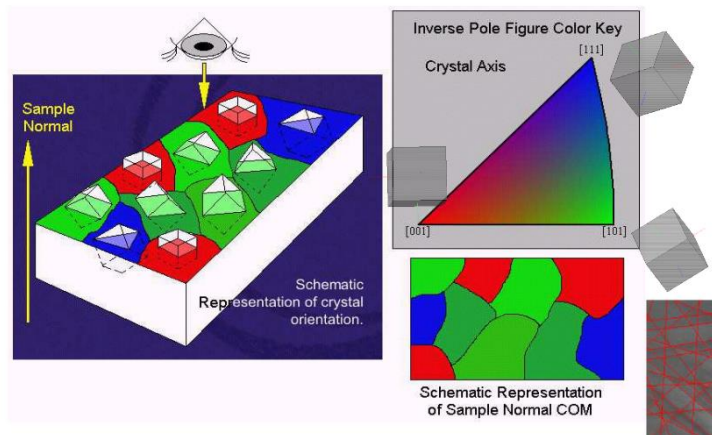 Sample
Normal
Schematic
Representation of crystal
orientation.
Inverse Pole Figure Color Key
[111]
Crystal Axis
[001]
[101]
Schematic Representation
of Sample Normal COM